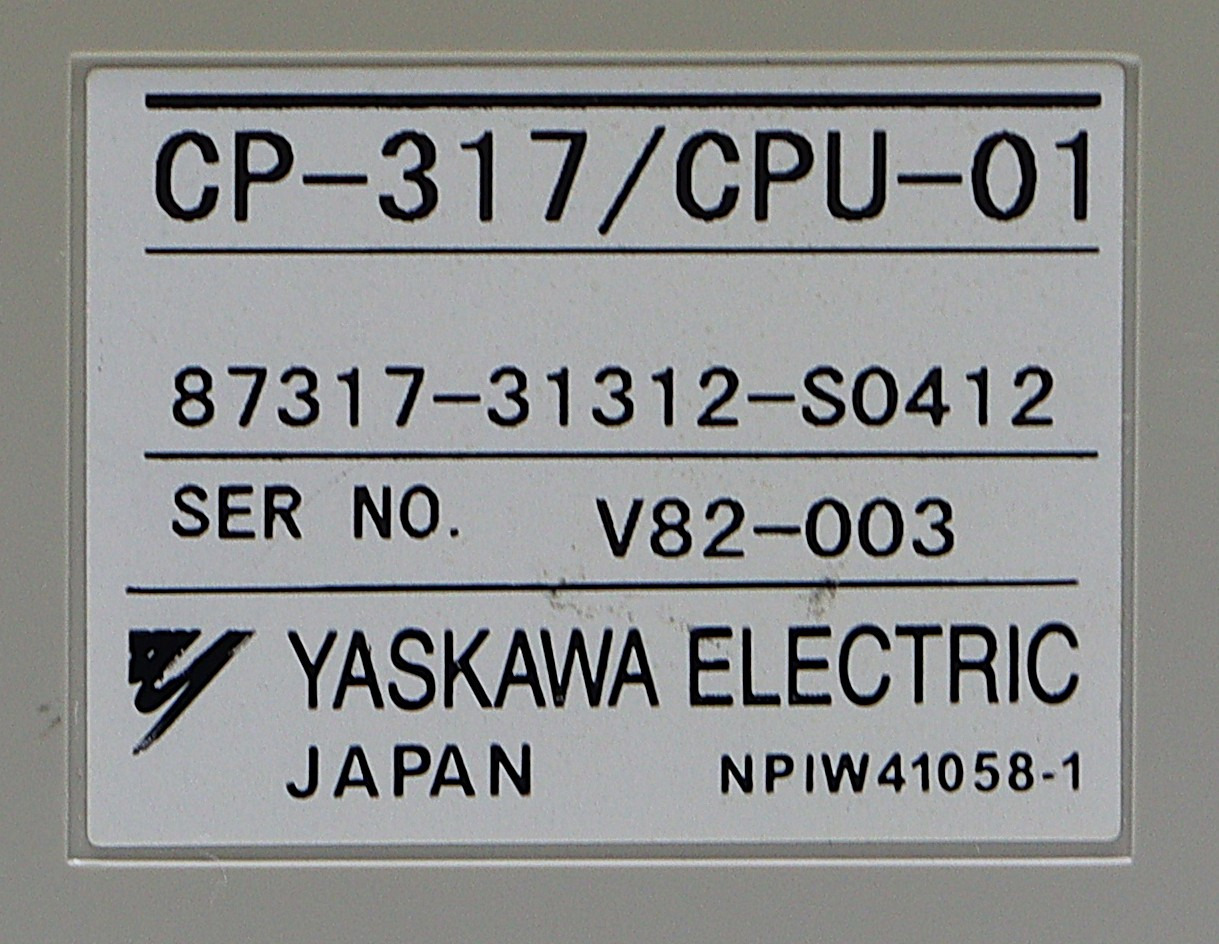 CP-317/CPU-01
87317-31312-S0412
SER NO. V82-003
YASKAWA ELECTRIC
JAPAN NPIW41058-1